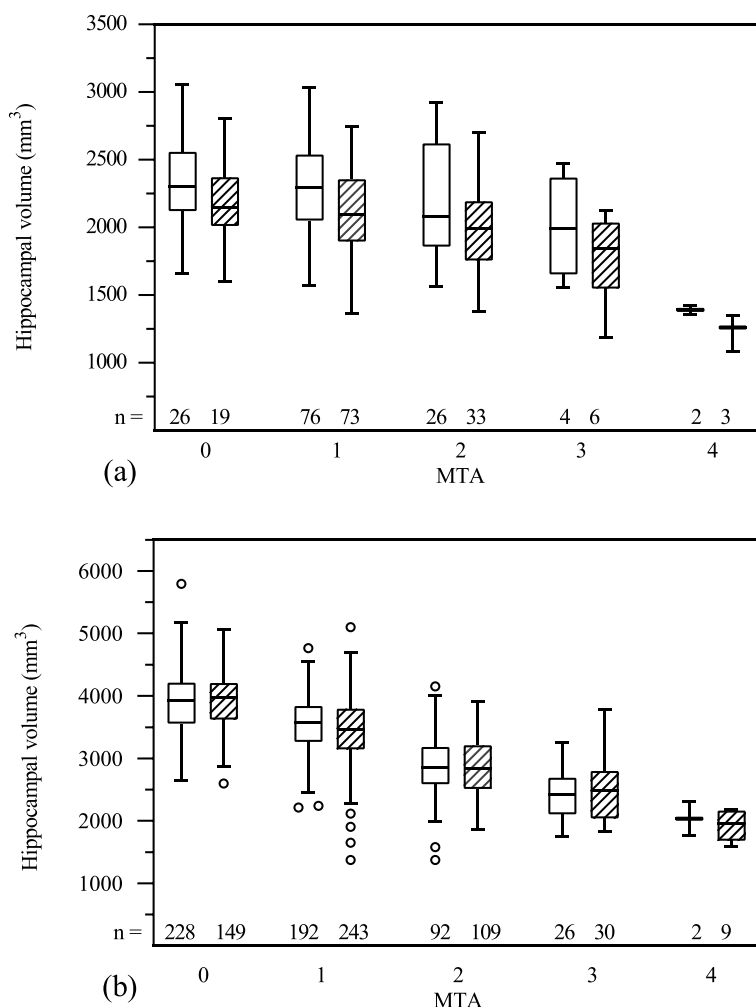 3500
3000
2500
2000
1500
1000
Hippocampal volume (mm³)
n = 26 19 76 73 26 33 4 6 2 3
0 1 2 3 4
(a)
MTA
6000
5000
4000
3000
2000
1000
Hippocampal volume (mm³)
n = 228 149 192 243 92 109 26 30 2 9
0 1 2 3 4
(b)
MTA